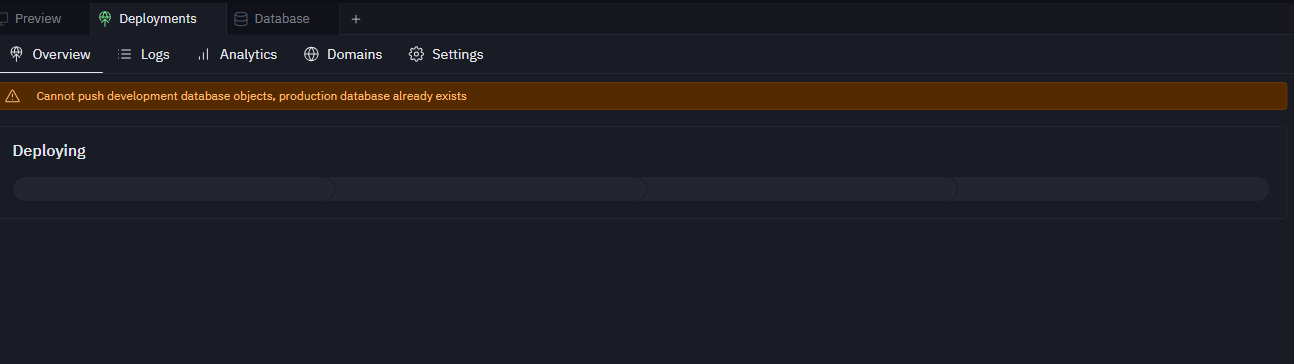 Preview Deployments Database +
Overview Logs Analytics Domains Settings
Cannot push development database objects, production database already exists
Deploying